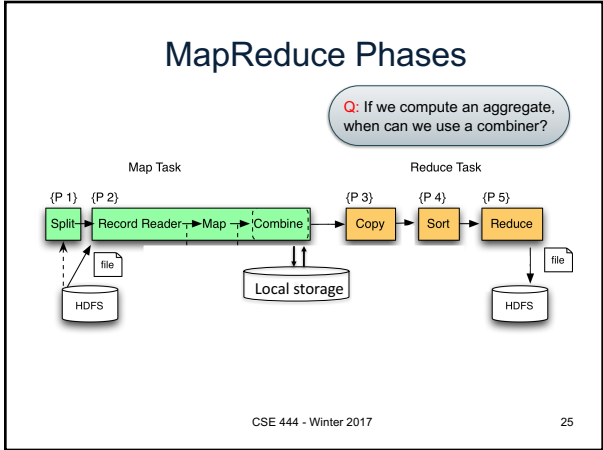 MapReduce Phases
Q: If we compute an aggregate,
when can we use a combiner?
Map Task
Reduce Task
{P 1} {P 2} {P 3} {P 4} {P 5}
Split Record Reader Map Combine Copy Sort Reduce
file
file
Local storage
HDFS
HDFS
CSE 444 - Winter 2017
25